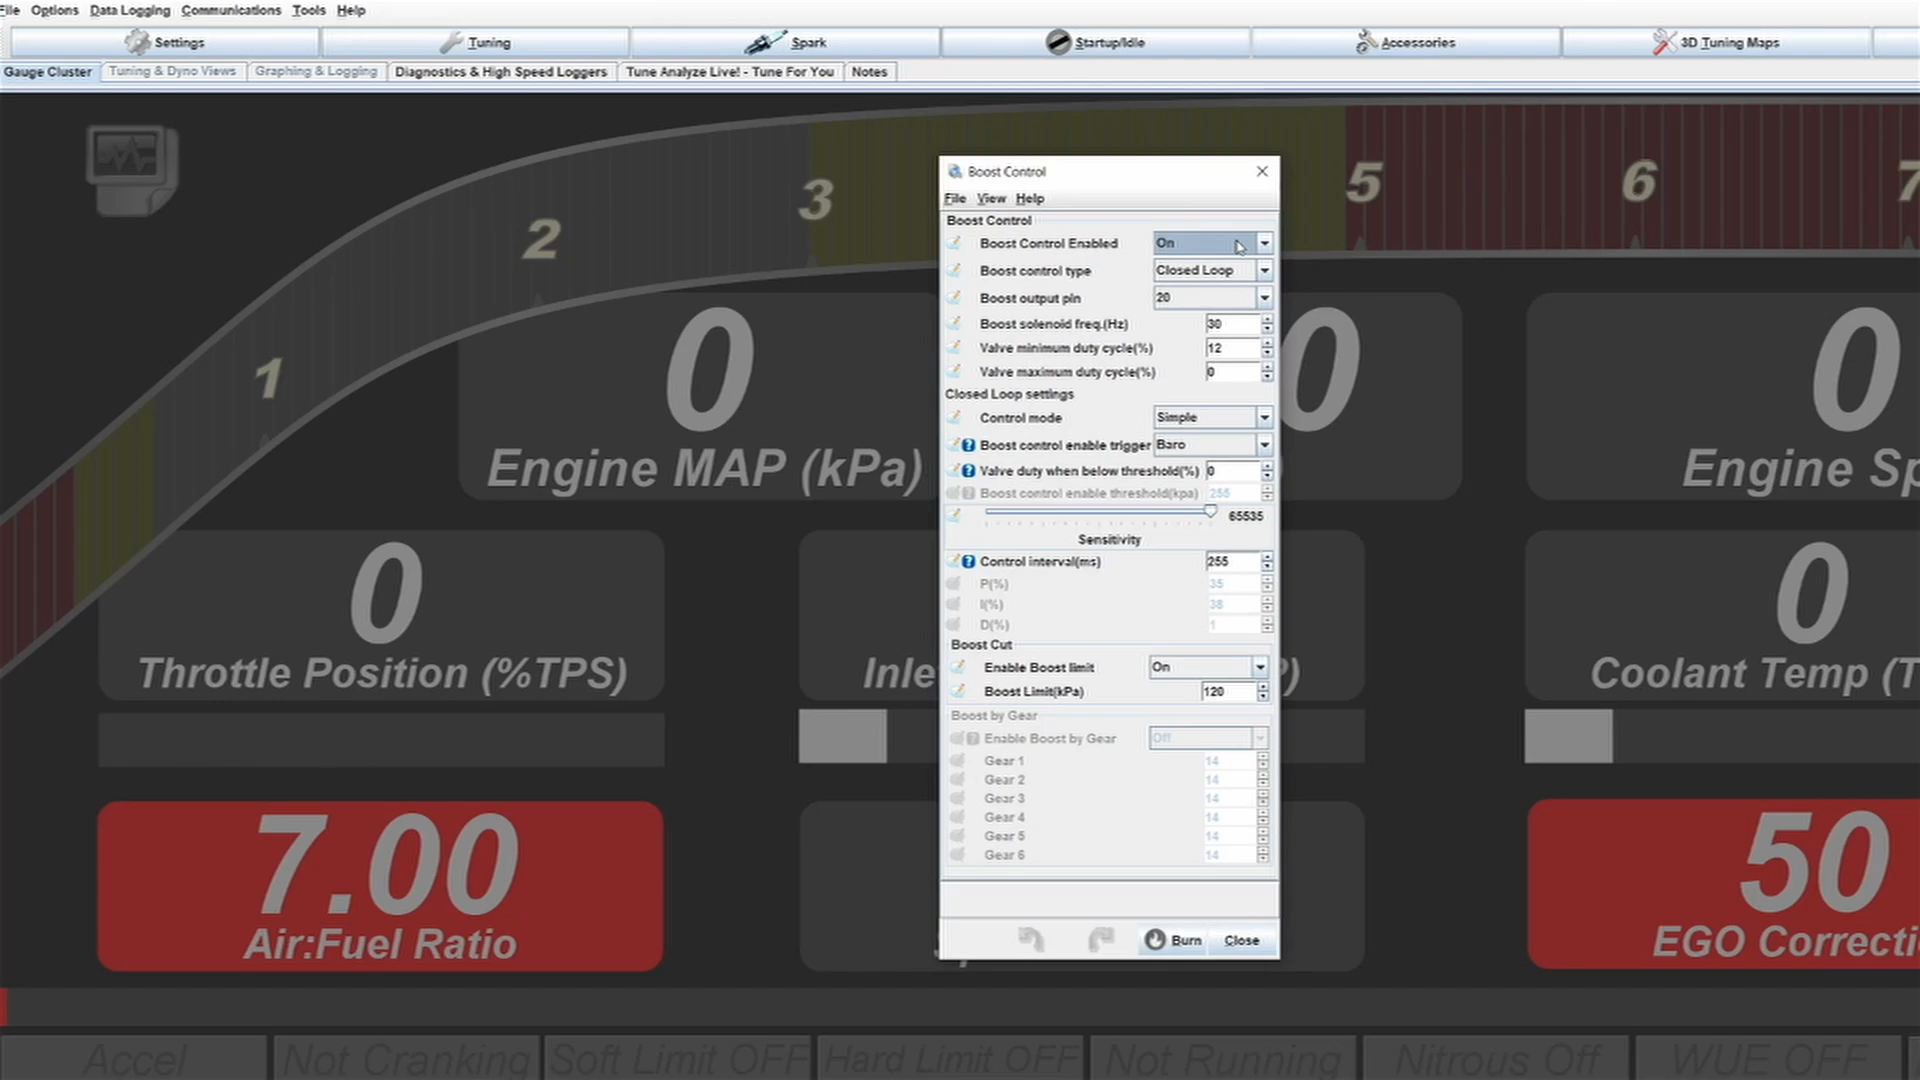 File Options Data Logging Communications Tools Help
Settings Tuning Spark Startup/Idle Accessories 3D Tuning Maps
Gauge Cluster Tuning & Dyno Views Graphing & Logging Diagnostics & High Speed Loggers Tune Analyze Live! - Tune For You Notes
1
2
3
5
6
7
0
Engine MAP (kPa)
0
0
Engine Sp
0
Throttle Position (%TPS)
Inle
)
0
Coolant Temp (T
7.00
Air:Fuel Ratio
50
EGO Correcti
Boost Control
File View Help
Boost Control
Boost Control Enabled On
Boost control type Closed Loop
Boost output pin 20
Boost solenoid freq.(Hz) 30
Valve minimum duty cycle(%) 12
Valve maximum duty cycle(%) 0
Closed Loop settings
Control mode Simple
Boost control enable trigger Baro
Valve duty when below threshold(%) 0
Boost control enable threshold(kpa) 255
65535
Sensitivity
Control interval(ms) 255
P(%) 35
I(%) 38
D(%) 1
Boost Cut
Enable Boost limit On
Boost Limit(kPa) 120
Boost by Gear
Enable Boost by Gear Off
Gear 1 14
Gear 2 14
Gear 3 14
Gear 4 14
Gear 5 14
Gear 6 14
Burn Close
Accel Not Cranking Soft Limit OFF Hard Limit OFF Not Running Nitrous Off WUE OFF